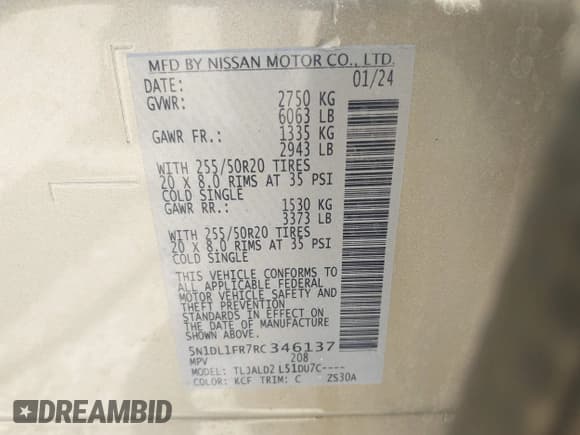 MFD BY NISSAN MOTOR CO., LTD.
DATE: 01/24
GVWR: 2750 KG
6063 LB
GAWR FR.: 1335 KG
2943 LB
WITH 255/50R20 TIRES
20 X 8.0 RIMS AT 35 PSI
COLD SINGLE
GAWR RR.: 1530 KG
3373 LB
WITH 255/50R20 TIRES
20 X 8.0 RIMS AT 35 PSI
COLD SINGLE
THIS VEHICLE CONFORMS TO
ALL APPLICABLE FEDERAL
MOTOR VEHICLE SAFETY AND
THEFT PREVENTION
STANDARDS IN EFFECT ON
THE DATE OF MANUFACTURE
SHOWN ABOVE.
5N1DL1FR7RC346137
MPV 208
MODEL: TLJALD2 L51DU7C----
COLOR: KCF TRIM: C ZS30A
STEADIBID.COM